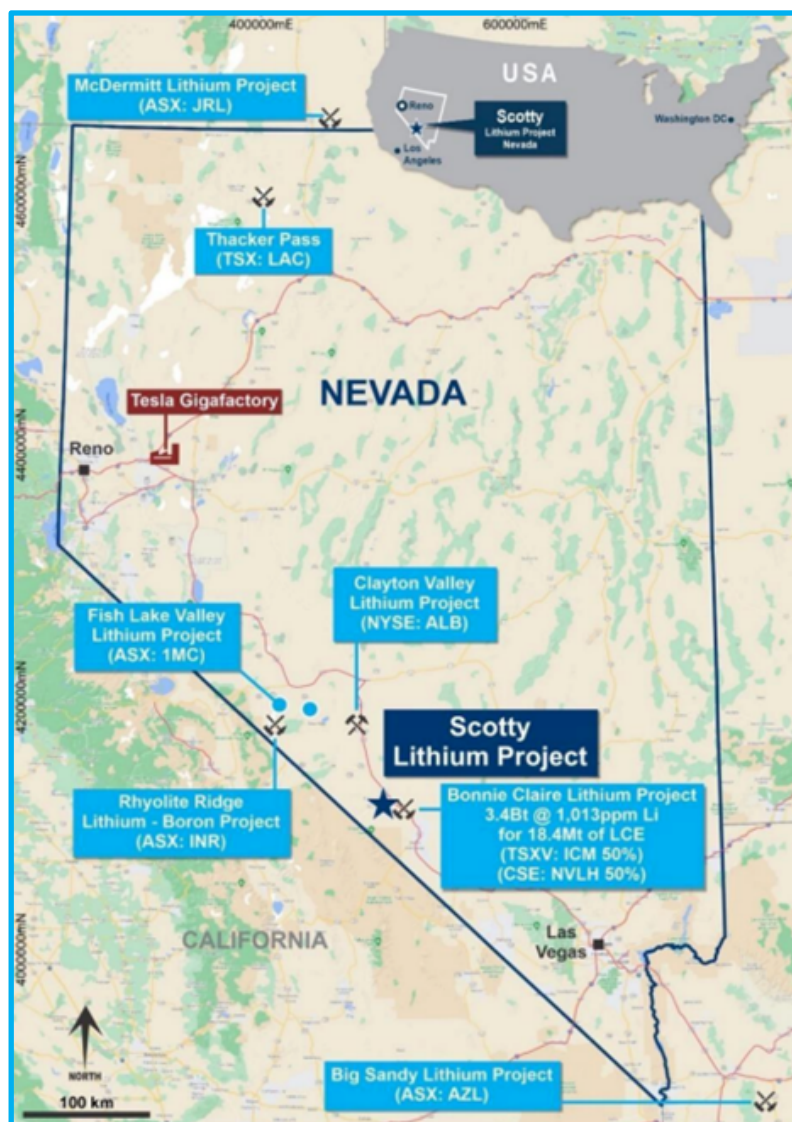 400000mE
600000mE
McDermitt Lithium Project
(ASX: JRL)
USA
Reno
Scotty
Lithium Project
Nevada
Washington DC
Los
Angeles
4600000mN
Thacker Pass
(TSX: LAC)
NEVADA
Tesla Gigafactory
Reno
4400000mN
Clayton Valley
Lithium Project
(NYSE: ALB)
Fish Lake Valley
Lithium Project
(ASX: 1MC)
4200000mN
Scotty
Lithium Project
Rhyolite Ridge
Lithium - Boron Project
(ASX: INR)
Bonnie Claire Lithium Project
3.4Bt @ 1,013ppm Li
for 18.4Mt of LCE
(TSXV: ICM 50%)
(CSE: NVLH 50%)
CALIFORNIA
Las
Vegas
4000600mN
NORTH
100 km
Big Sandy Lithium Project
(ASX: AZL)